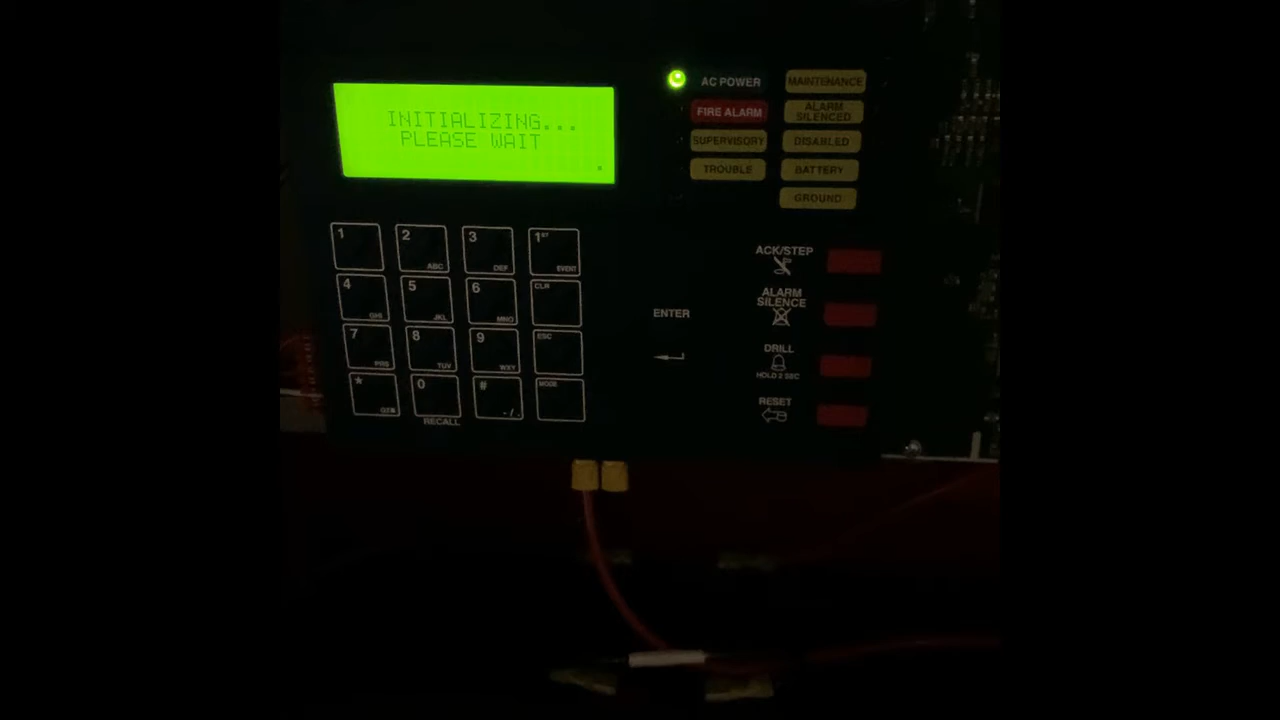 INITIALIZING...
PLEASE WAIT
AC POWER
MAINTENANCE
FIRE ALARM
ALARM
SILENCED
SUPERVISORY
DISABLED
TROUBLE
BATTERY
GROUND
1
2
ABC
3
DEF
1ST
EVENT
4
GHI
5
JKL
6
MNO
CLR
7
PRS
8
TUV
9
WXY
ESC
*
QZ
0
#
- / .
MODE
RECALL
ENTER
ACK/STEP
ALARM
SILENCE
DRILL
HOLD 2 SEC
RESET